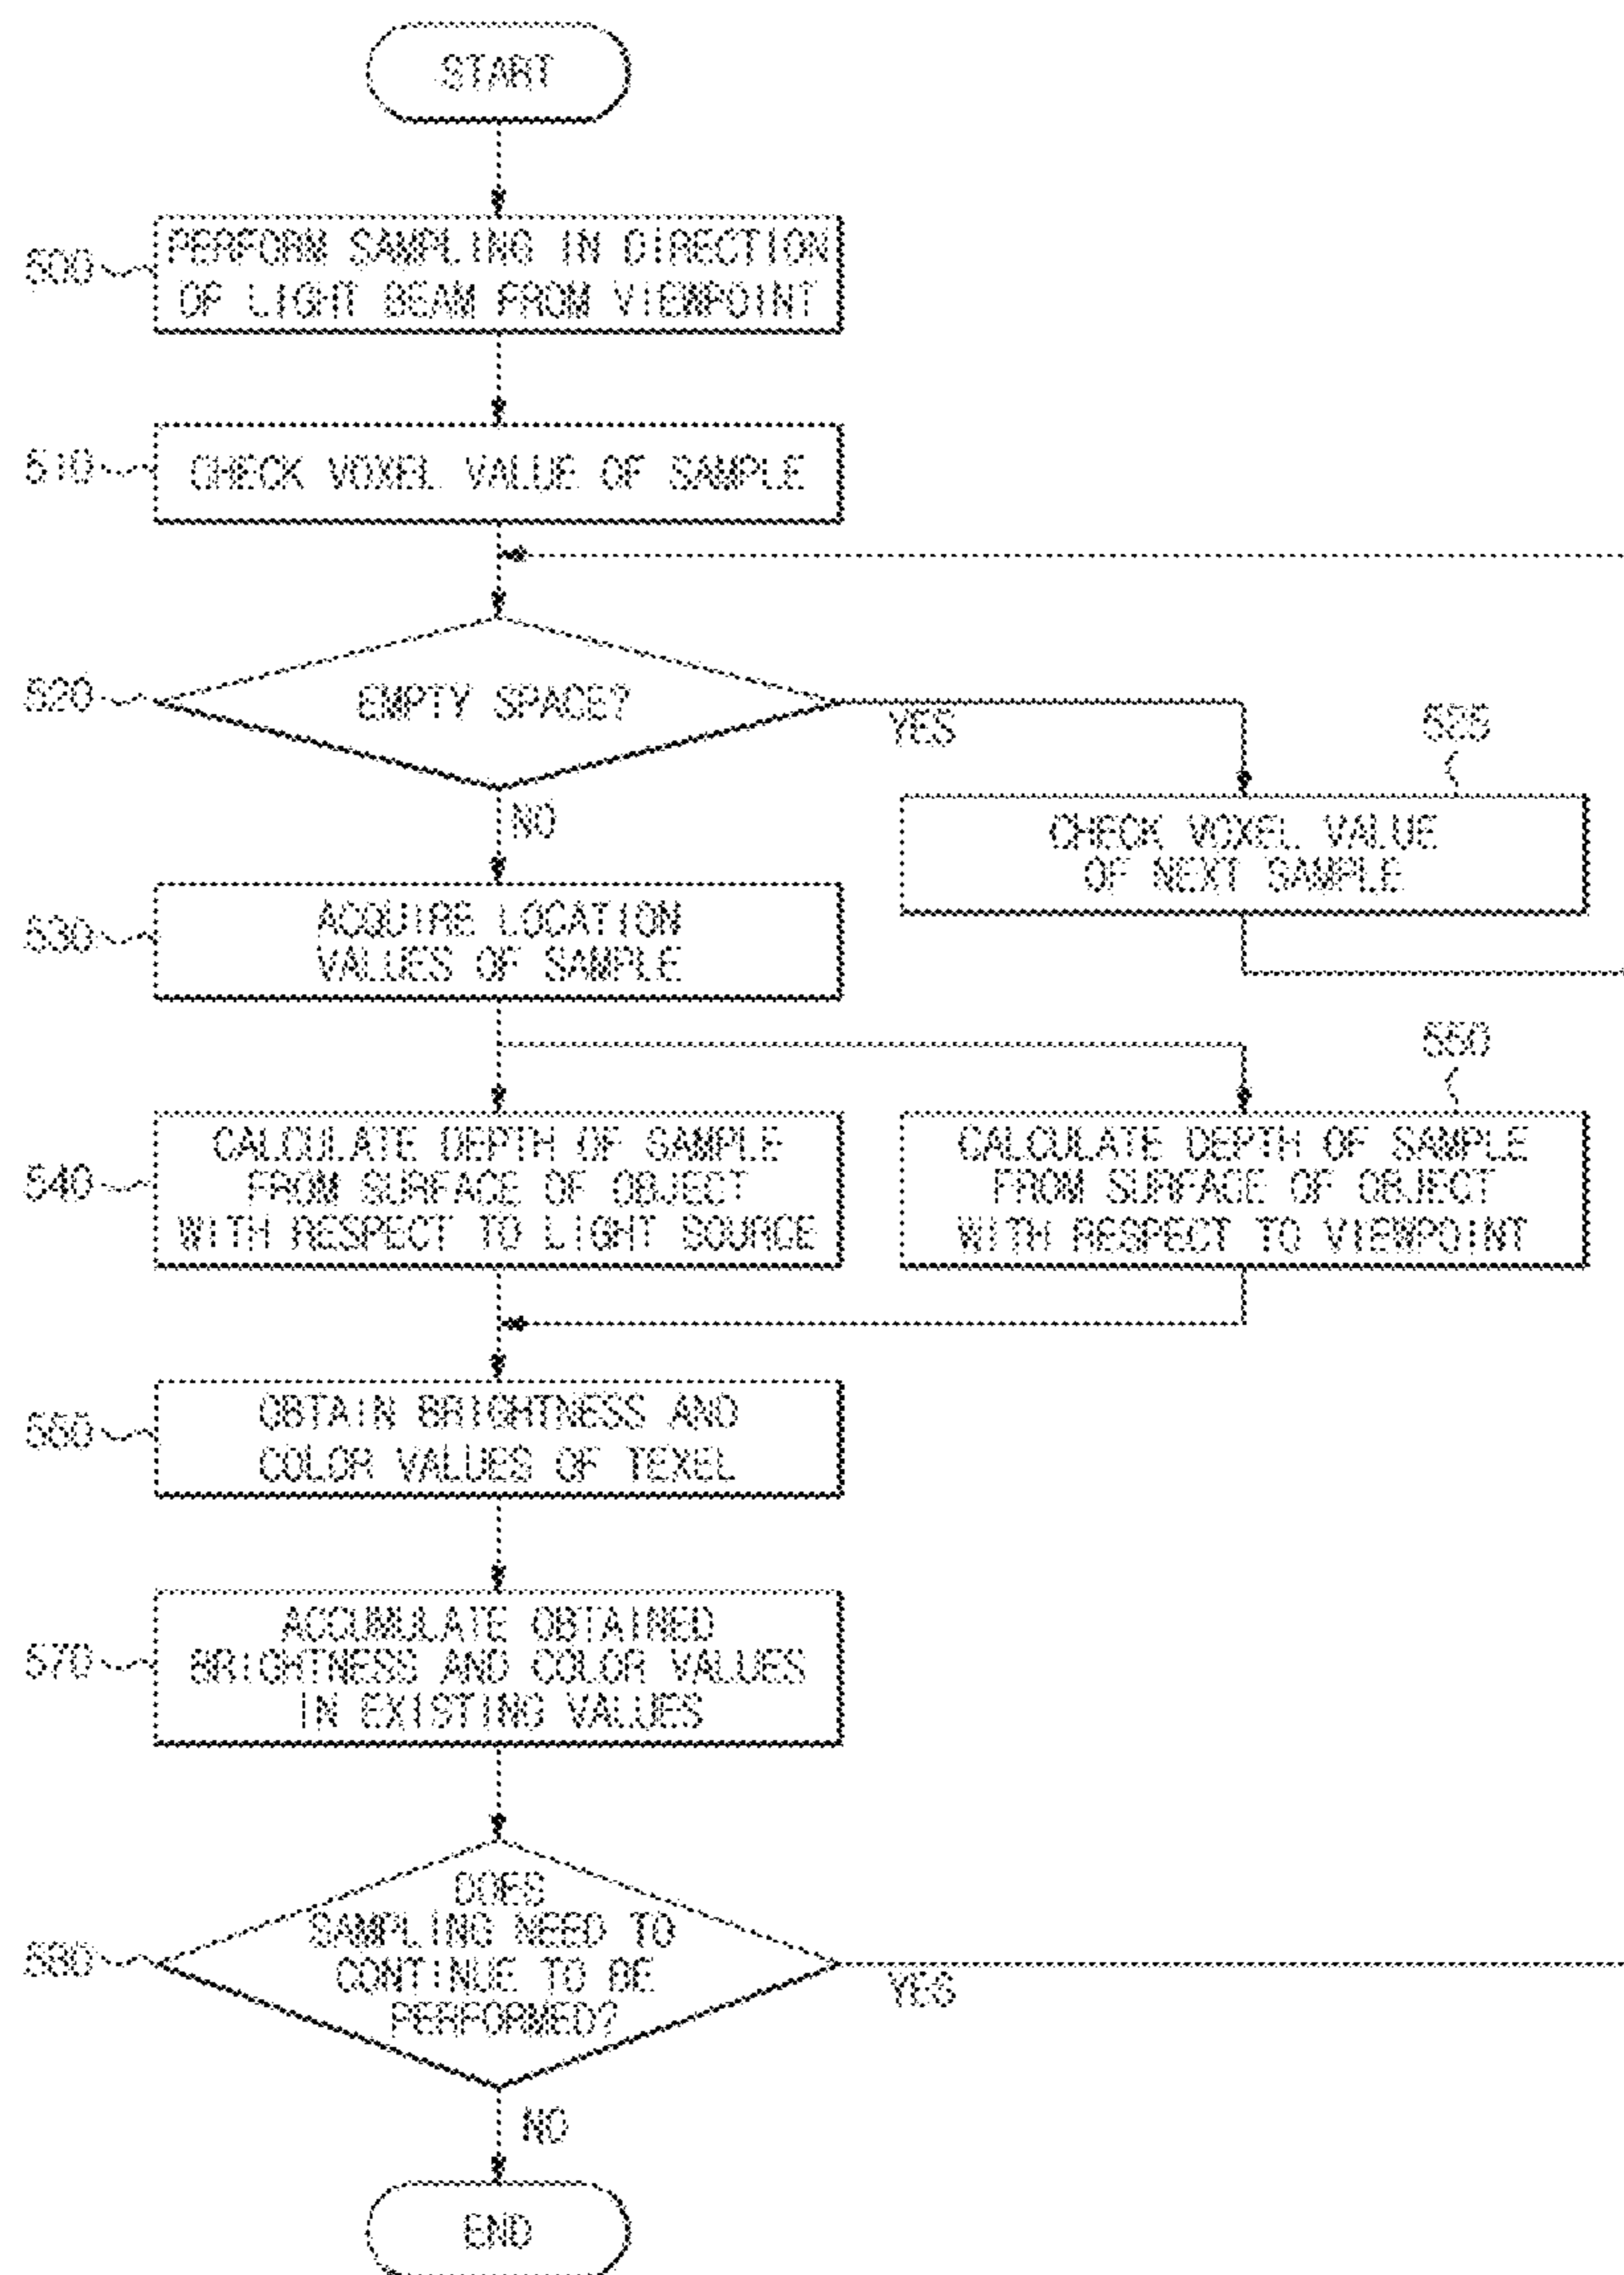 START
PERFORM SAMPLING IN DIRECTION
OF LIGHT BEAM FROM VIEWPOINT
500
CHECK VOXEL VALUE OF SAMPLE
510
EMPTY SPACE?
520
YES
525
NO
CHECK VOXEL VALUE
OF NEXT SAMPLE
ACQUIRE LOCATION
VALUES OF SAMPLE
530
550
CALCULATE DEPTH OF SAMPLE
FROM SURFACE OF OBJECT
WITH RESPECT TO LIGHT SOURCE
540
CALCULATE DEPTH OF SAMPLE
FROM SURFACE OF OBJECT
WITH RESPECT TO VIEWPOINT
OBTAIN BRIGHTNESS AND
COLOR VALUES OF TEXEL
560
ACCUMULATE OBTAINED
BRIGHTNESS AND COLOR VALUES
IN EXISTING VALUES
570
DOES
SAMPLING NEED TO
CONTINUE TO BE
PERFORMED?
580
YES
NO
END